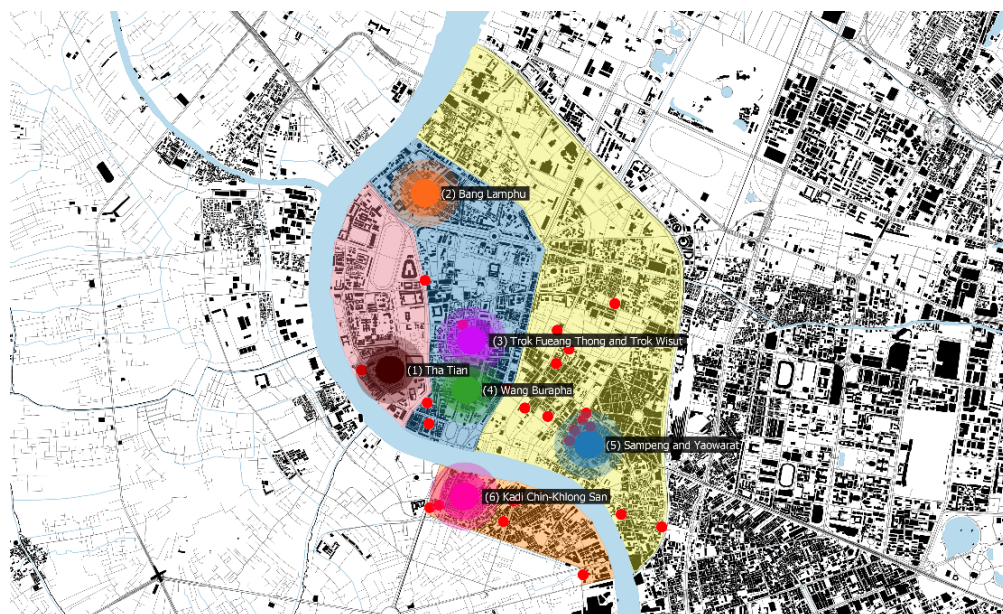 (2) Bang Lamphu
(3) Trok Fueang Thong and Trok Wisut
(1) Tha Tian
(4) Wang Burapha
(5) Sampeng and Yaowarat
(6) Kadi Chin-Khlong San